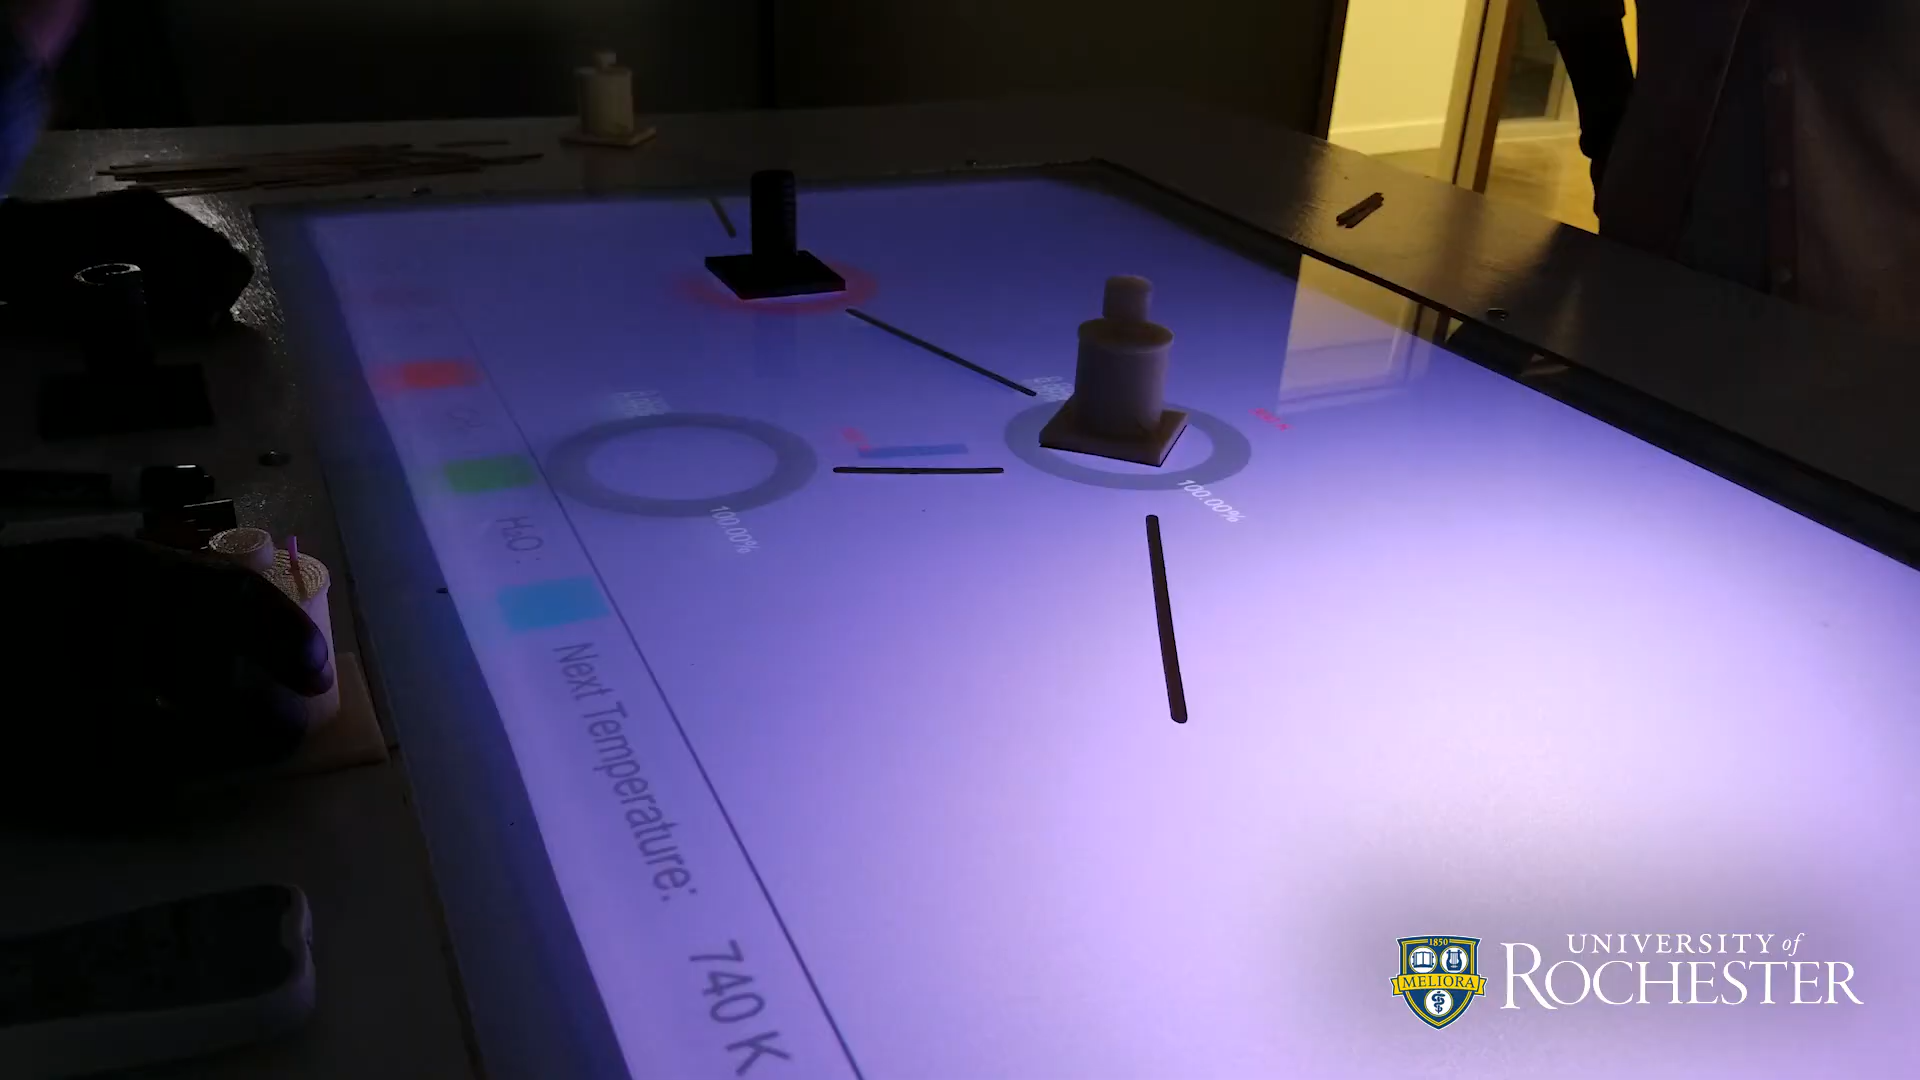 H₂O :
Next Temperature:
740 K
100.00%
100.00%
1850
MELIORA
UNIVERSITY of
ROCHESTER